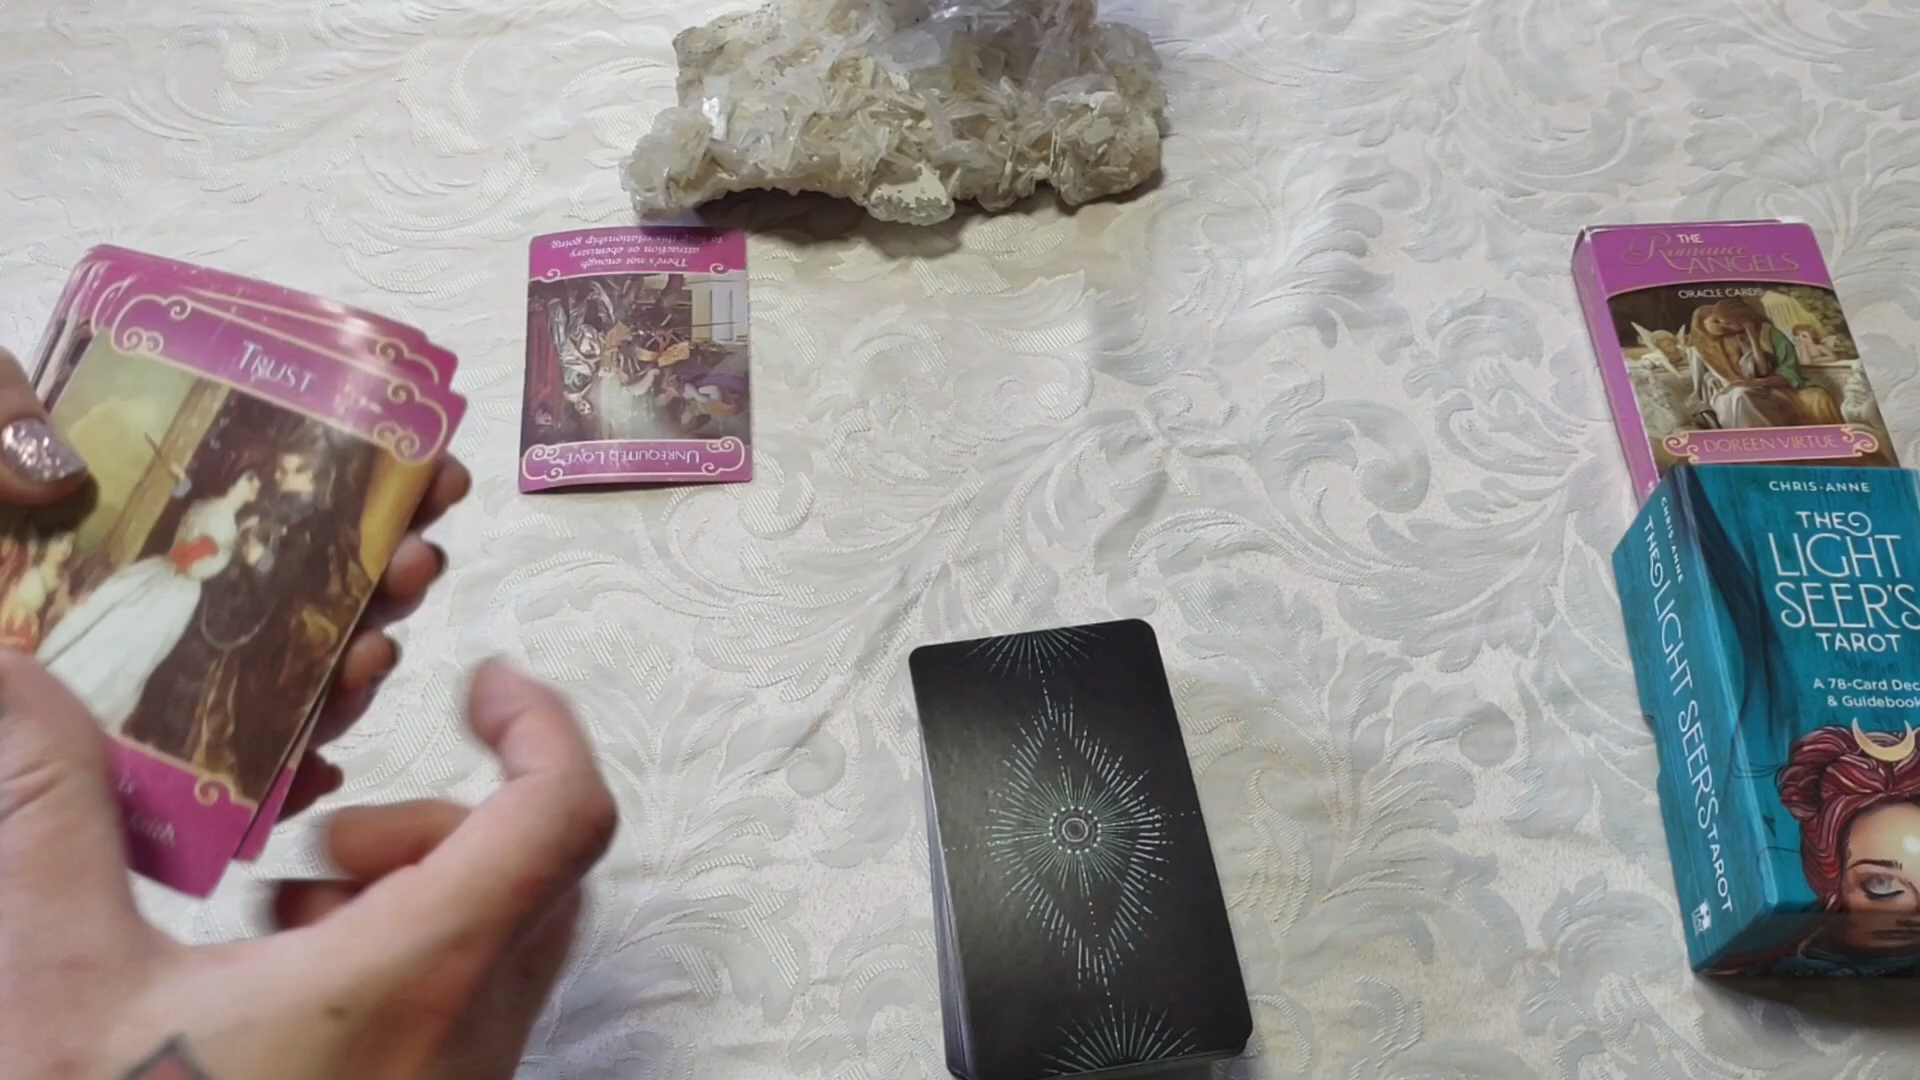 TRUST
faith
There's not enough
attraction or chemistry
to keep this relationship going.
UNREQUITED LOVE
THE
Romance
ANGELS
ORACLE CARDS
DOREEN VIRTUE
CHRIS-ANNE
THE LIGHT SEER'S TAROT
CHRIS-ANNE
THE
LIGHT
SEER'S
TAROT
A 78-Card Dec
& Guidebook